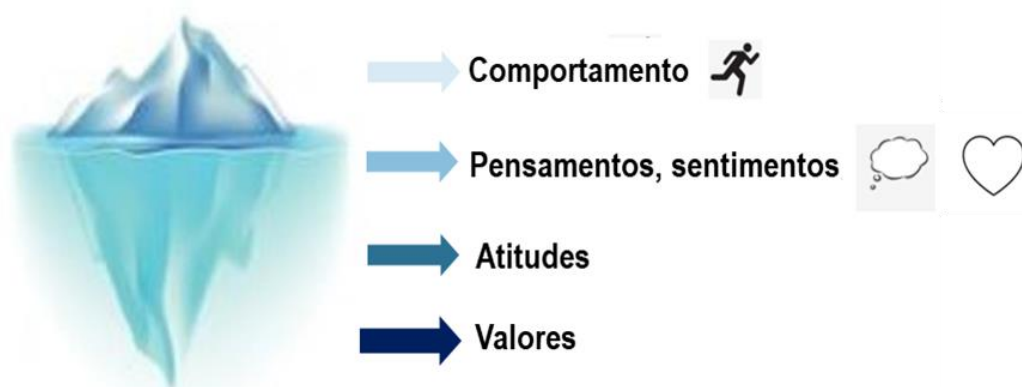 Comportamento
Pensamentos, sentimentos
Atitudes
Valores